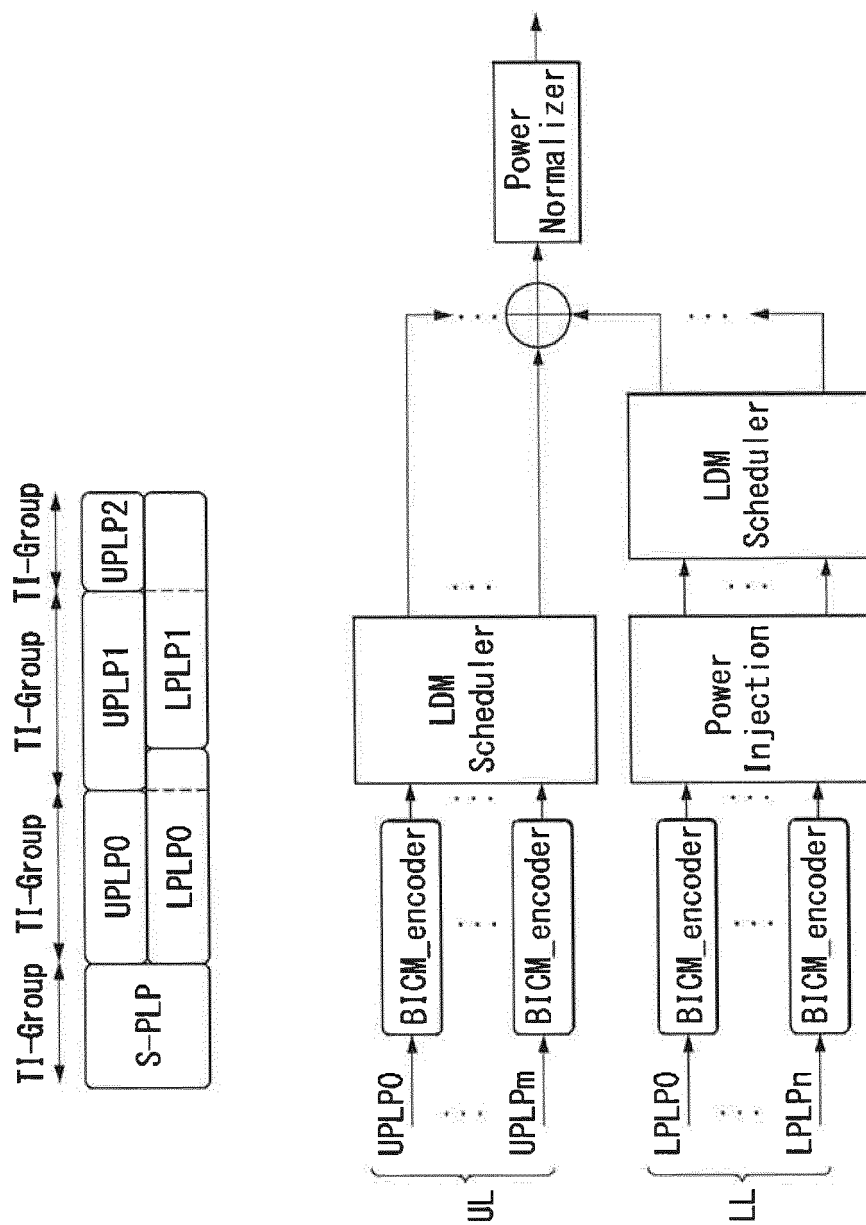 TI-Group TI-Group TI-Group TI-Group
S-PLP UPLP0 UPLP1 UPLP2
LPLP0 LPLP1
UL
UPLP0
...
UPLPm
BICM_encoder
...
BICM_encoder
...
LDM
Scheduler
...
...
LL
LPLP0
...
LPLPn
BICM_encoder
...
BICM_encoder
...
Power
Injection
...
LDM
Scheduler
...
Power
Normalizer